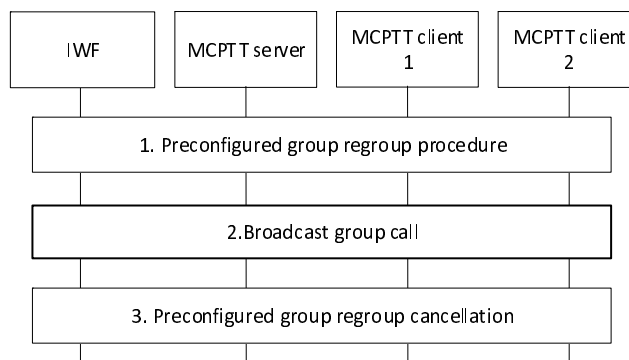 IWF
MCPTT server
MCPTT client
1
MCPTT client
2
1. Preconfigured group regroup procedure
2.Broadcast group call
3. Preconfigured group regroup cancellation